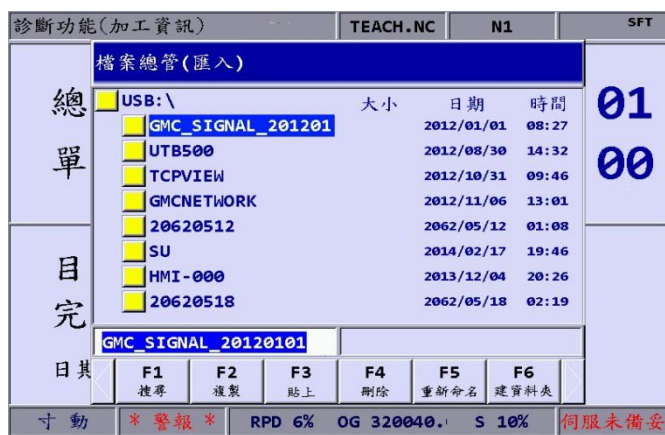 診斷功能(加工資訊) TEACH.NC N1 SFT
檔案總管(匯入)
總 USB:\ 大小 日期 時間 01
GMC_SIGNAL_201201 2012/01/01 08:27
單 UTB500 2012/08/30 14:32 00
TCPVIEW 2012/10/31 09:46
GMCNETWORK 2012/11/06 13:01
20620512 2062/05/12 01:08
目 SU 2014/02/17 19:46
HMI-000 2013/12/04 20:26
完 20620518 2062/05/18 02:19
GMC_SIGNAL_20120101
日期 F1 F2 F3 F4 F5 F6
搜尋 複製 貼上 刪除 重新命名 建資料夾
寸動 * 警報 * RPD 6% OG 320040. S 10% 伺服未備妥